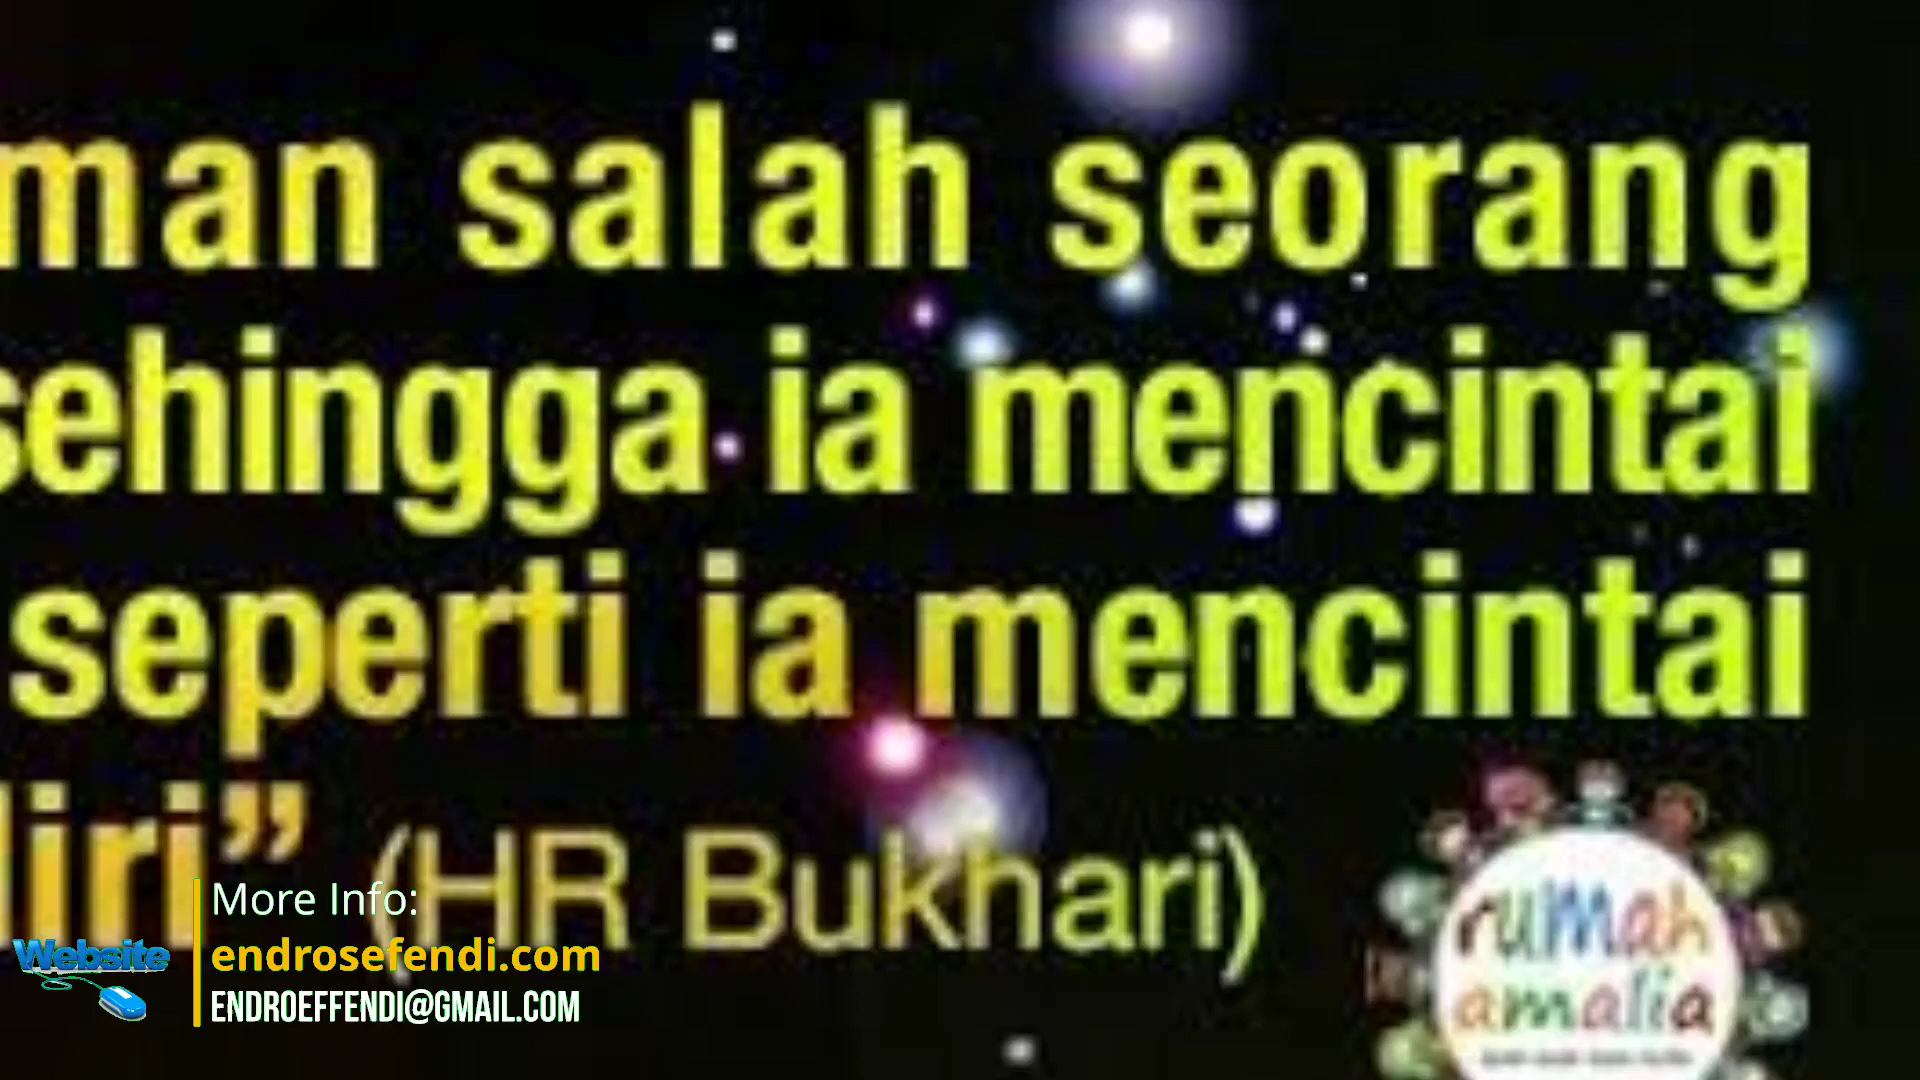 man salah seorang
sehingga ia mencintai
seperti ia mencintai
diri” (HR Bukhari)
More Info:
endrosefendi.com
ENDROEFFENDI@GMAIL.COM
Website
rumah
amalia